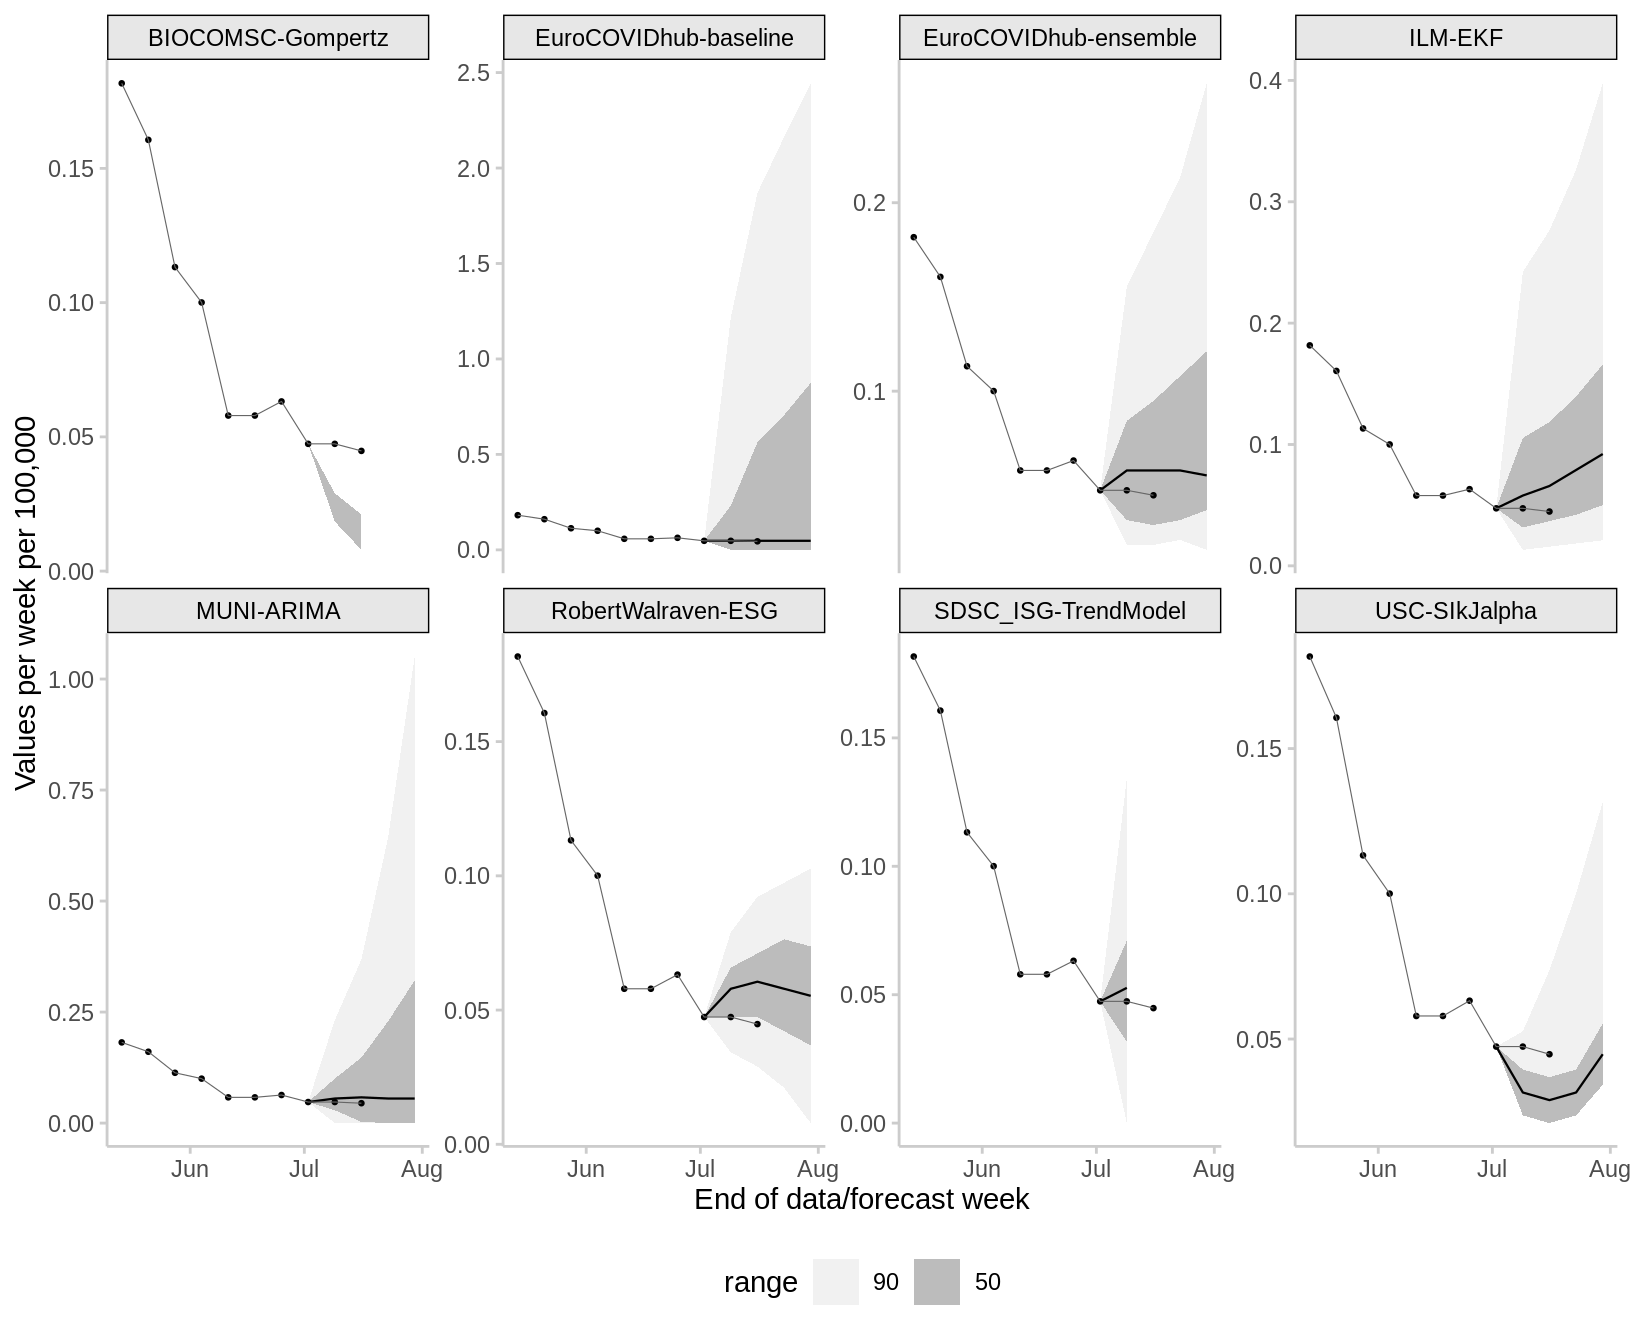 BIOCOMSC-Gompertz
EuroCOVIDhub-baseline
EuroCOVIDhub-ensemble
ILM-EKF
0.15
0.10
0.05
0.00
2.5
2.0
1.5
1.0
0.5
0.0
0.2
0.1
0.4
0.3
0.2
0.1
0.0
Values per week per 100,000
MUNI-ARIMA
RobertWalraven-ESG
SDSC_ISG-TrendModel
USC-SIkJalpha
1.00
0.75
0.50
0.25
0.00
0.15
0.10
0.05
0.00
0.15
0.10
0.05
0.00
0.15
0.10
0.05
Jun Jul Aug
Jun Jul Aug
Jun Jul Aug
Jun Jul Aug
End of data/forecast week
range 90 50